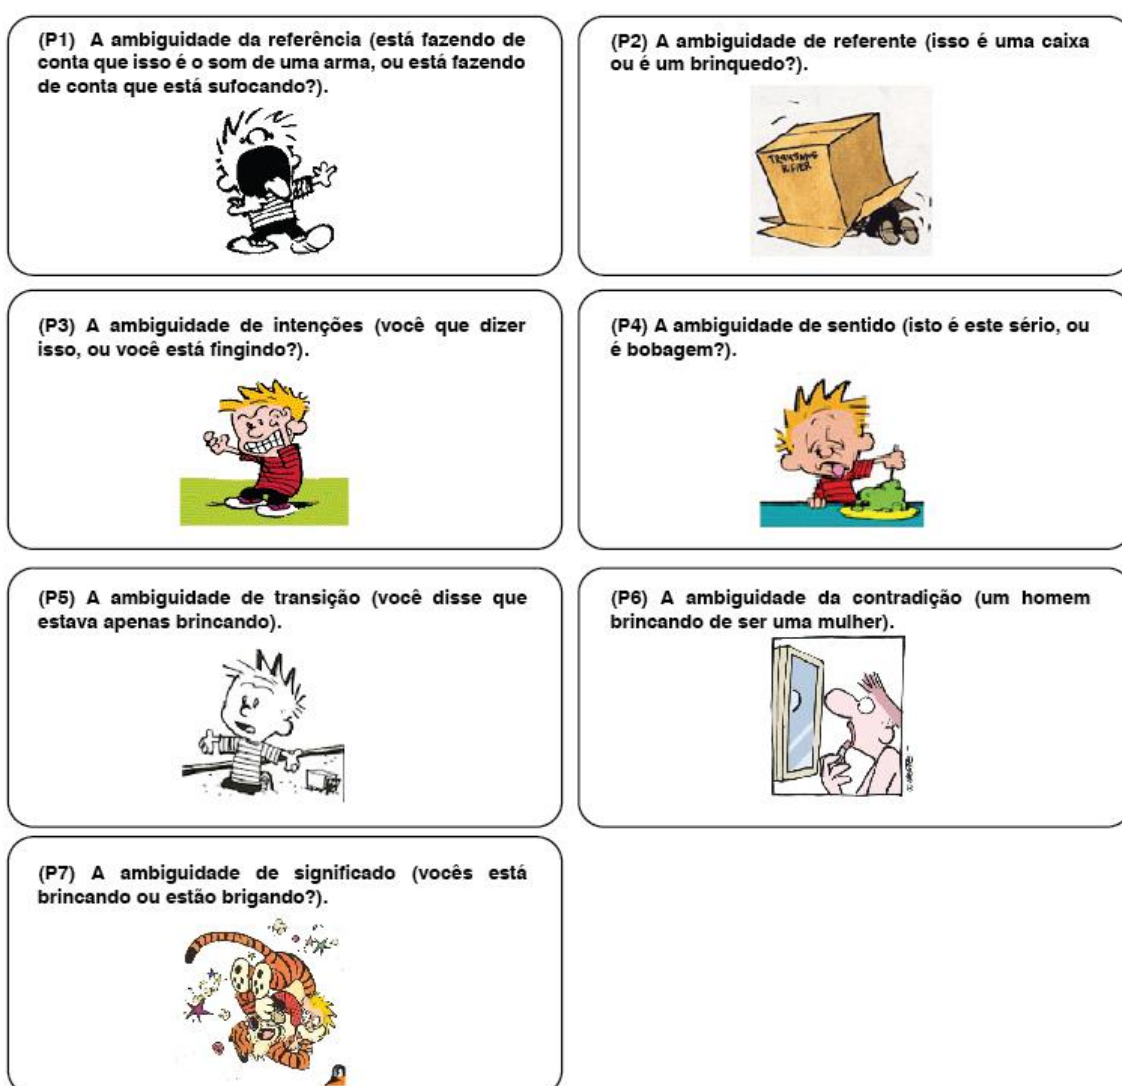 (P1) A ambiguidade da referência (está fazendo de
conta que isso é o som de uma arma, ou está fazendo
de conta que está sufocando?).
(P2) A ambiguidade de referente (isso é uma caixa
ou é um brinquedo?).
(P3) A ambiguidade de intenções (você que dizer
isso, ou você está fingindo?).
(P4) A ambiguidade de sentido (isto é este sério, ou
é bobagem?).
(P5) A ambiguidade de transição (você disse que
estava apenas brincando).
(P6) A ambiguidade da contradição (um homem
brincando de ser uma mulher).
(P7) A ambiguidade de significado (vocês está
brincando ou estão brigando?).